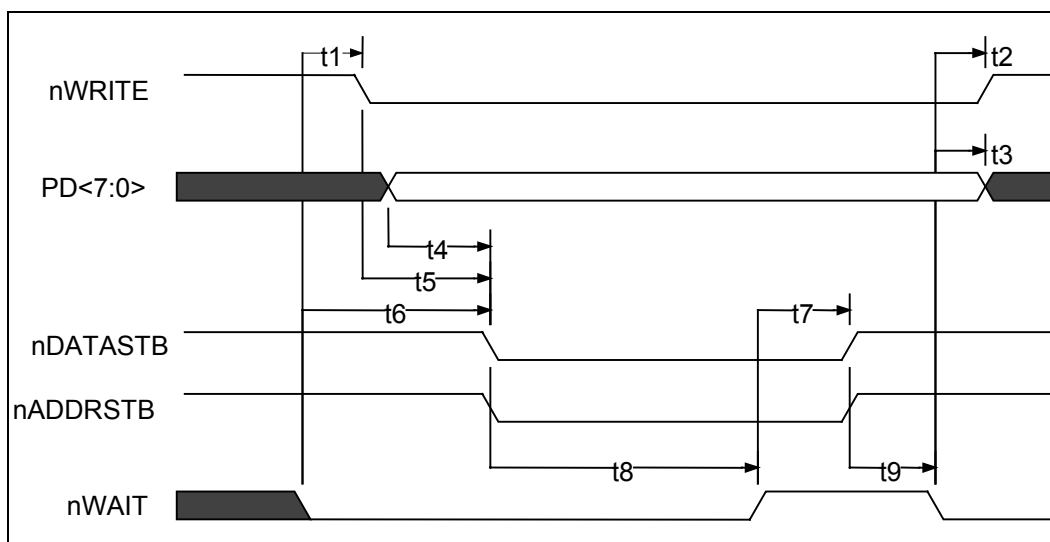 t1
t2
nWRITE
t3
PD<7:0>
t4
t5
t6
t7
nDATASTB
nADDRSTB
t8
t9
nWAIT